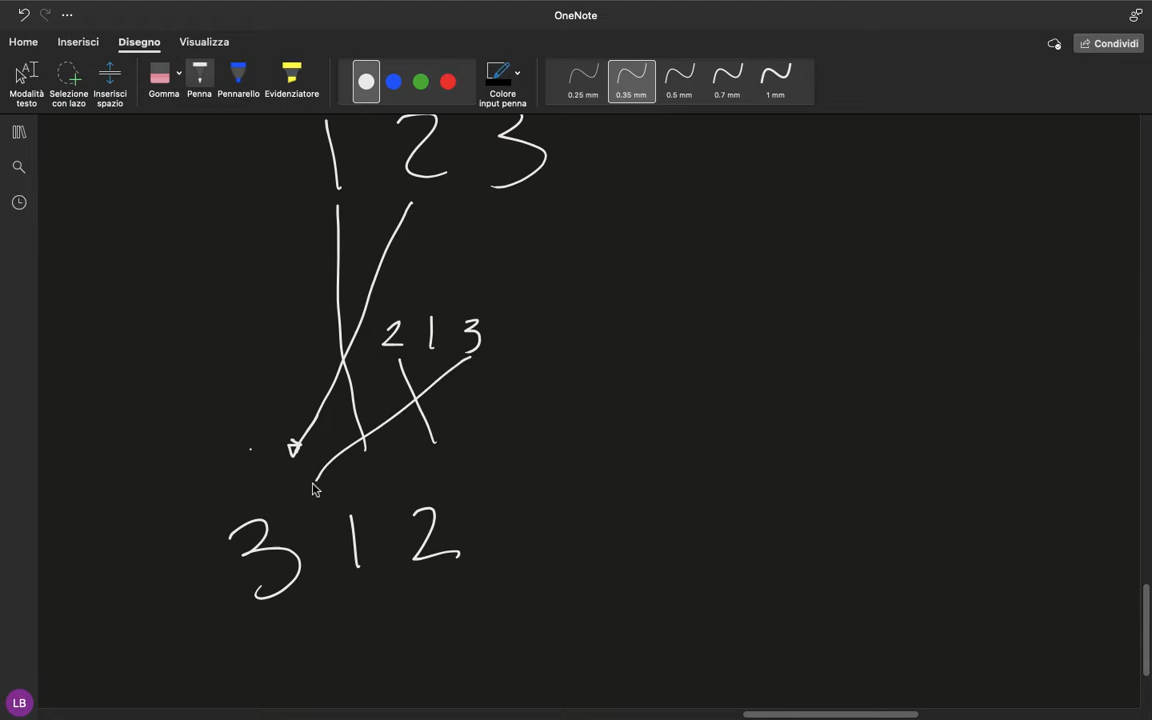 OneNote
Home Inserisci Disegno Visualizza
Condividi
Modalità testo
Selezione con lazo
Inserisci spazio
Gomma
Penna
Pennarello
Evidenziatore
Colore input penna
0.25 mm
0.35 mm
0.5 mm
0.7 mm
1 mm
1 2 3
2 1 3
3 1 2
LB